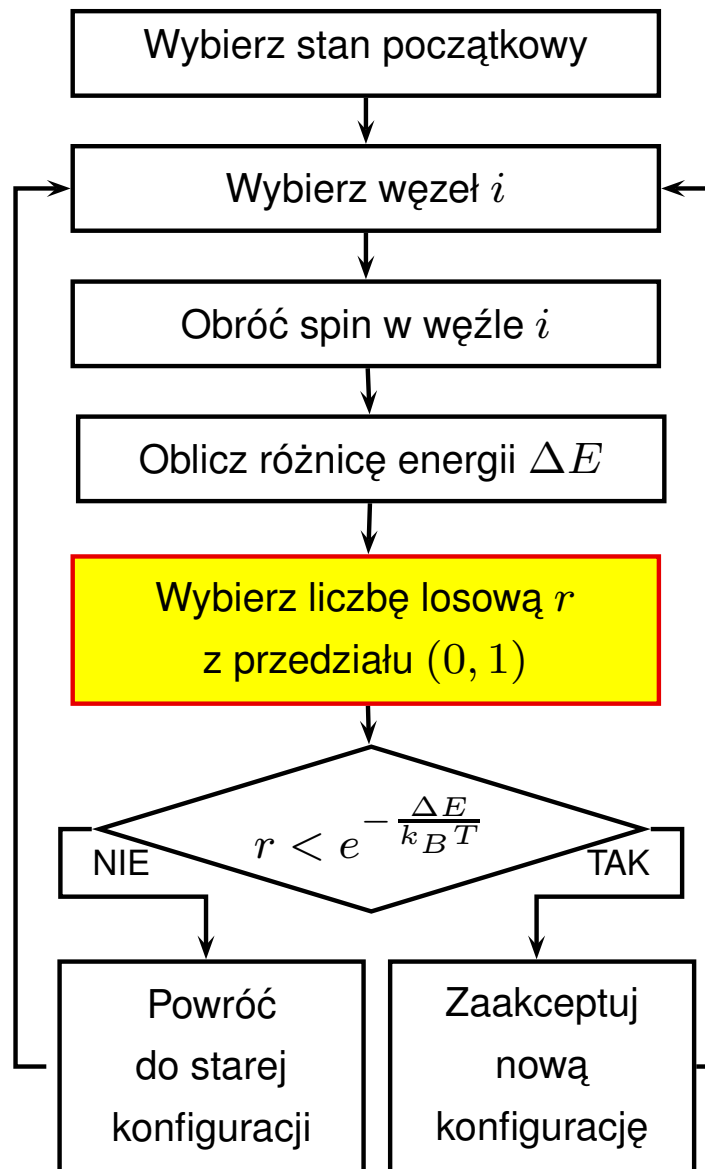 Wybierz stan początkowy
Wybierz węzeł i
Obróć spin w węźle i
Oblicz różnicę energii ΔE
Wybierz liczbę losową r
z przedziału (0, 1)
r < e^{-\frac{ΔE}{k_B T}}
NIE
TAK
Powróć
do starej
konfiguracji
Zaakceptuj
nową
konfigurację